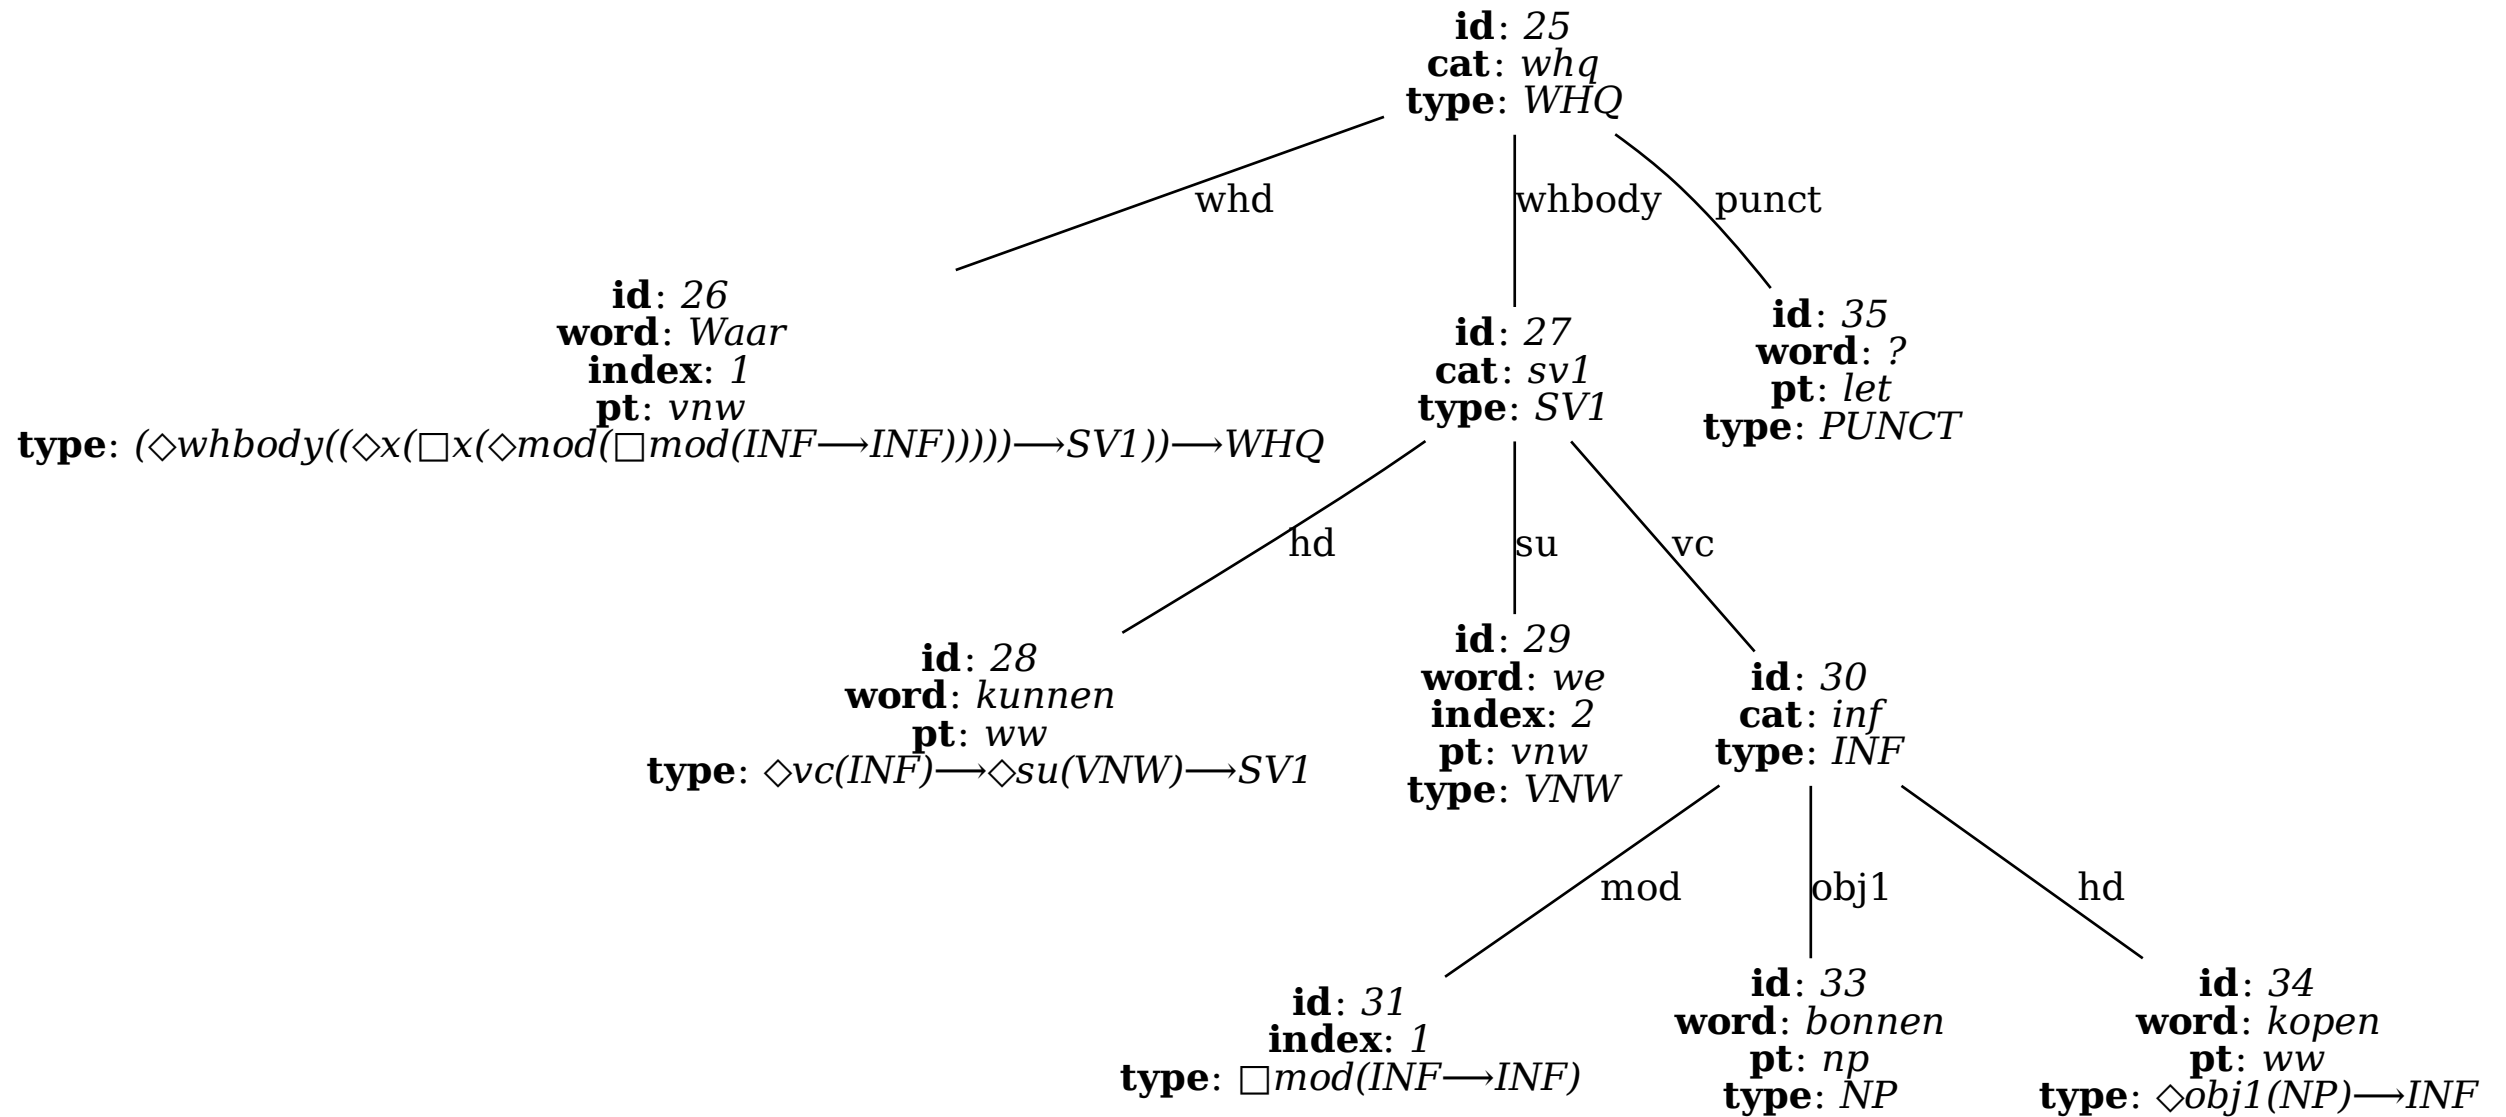 id: 25
cat: whq
type: WHQ
whd
whbody
punct
id: 26
word: Waar
index: 1
pt: vnw
type: (◇whbody((◇x(□x(◇mod(□mod(INF⟶INF)))))⟶SV1))⟶WHQ
id: 27
cat: sv1
type: SV1
id: 35
word: ?
pt: let
type: PUNCT
hd
su
vc
id: 28
word: kunnen
pt: ww
type: ◇vc(INF)⟶◇su(VNW)⟶SV1
id: 29
word: we
index: 2
pt: vnw
type: VNW
id: 30
cat: inf
type: INF
mod
obj1
hd
id: 31
index: 1
type: □mod(INF⟶INF)
id: 33
word: bonnen
pt: np
type: NP
id: 34
word: kopen
pt: ww
type: ◇obj1(NP)⟶INF